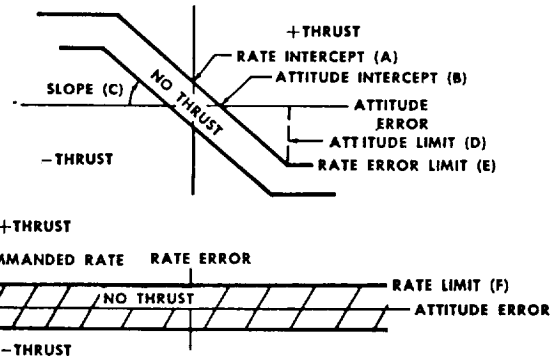 +THRUST
RATE INTERCEPT (A)
ATTITUDE INTERCEPT (B)
NO THRUST
SLOPE (C)
ATTITUDE
ERROR
ATTITUDE LIMIT (D)
−THRUST
RATE ERROR LIMIT (E)
+THRUST
MMANDED RATE RATE ERROR
RATE LIMIT (F)
NO THRUST
ATTITUDE ERROR
−THRUST